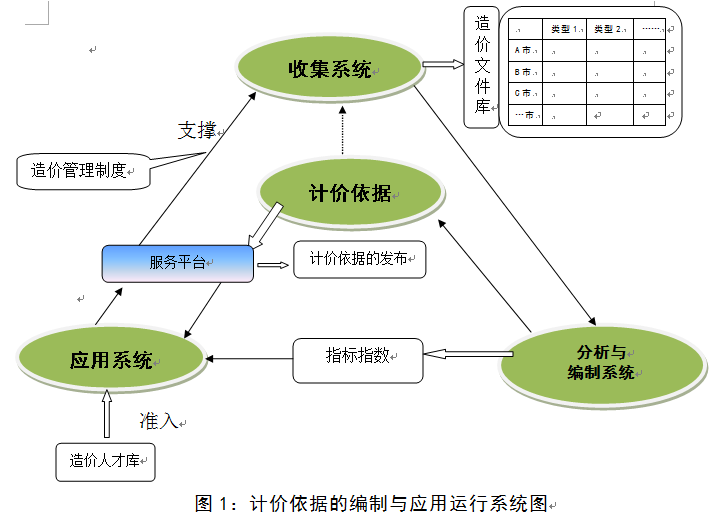 收集系统
造价文件库
类型1 类型2 ……
A市
B市
C市
…市
支撑
造价管理制度
计价依据
服务平台
计价依据的发布
应用系统
指标指数
分析与
编制系统
准入
造价人才库
图1：计价依据的编制与应用运行系统图